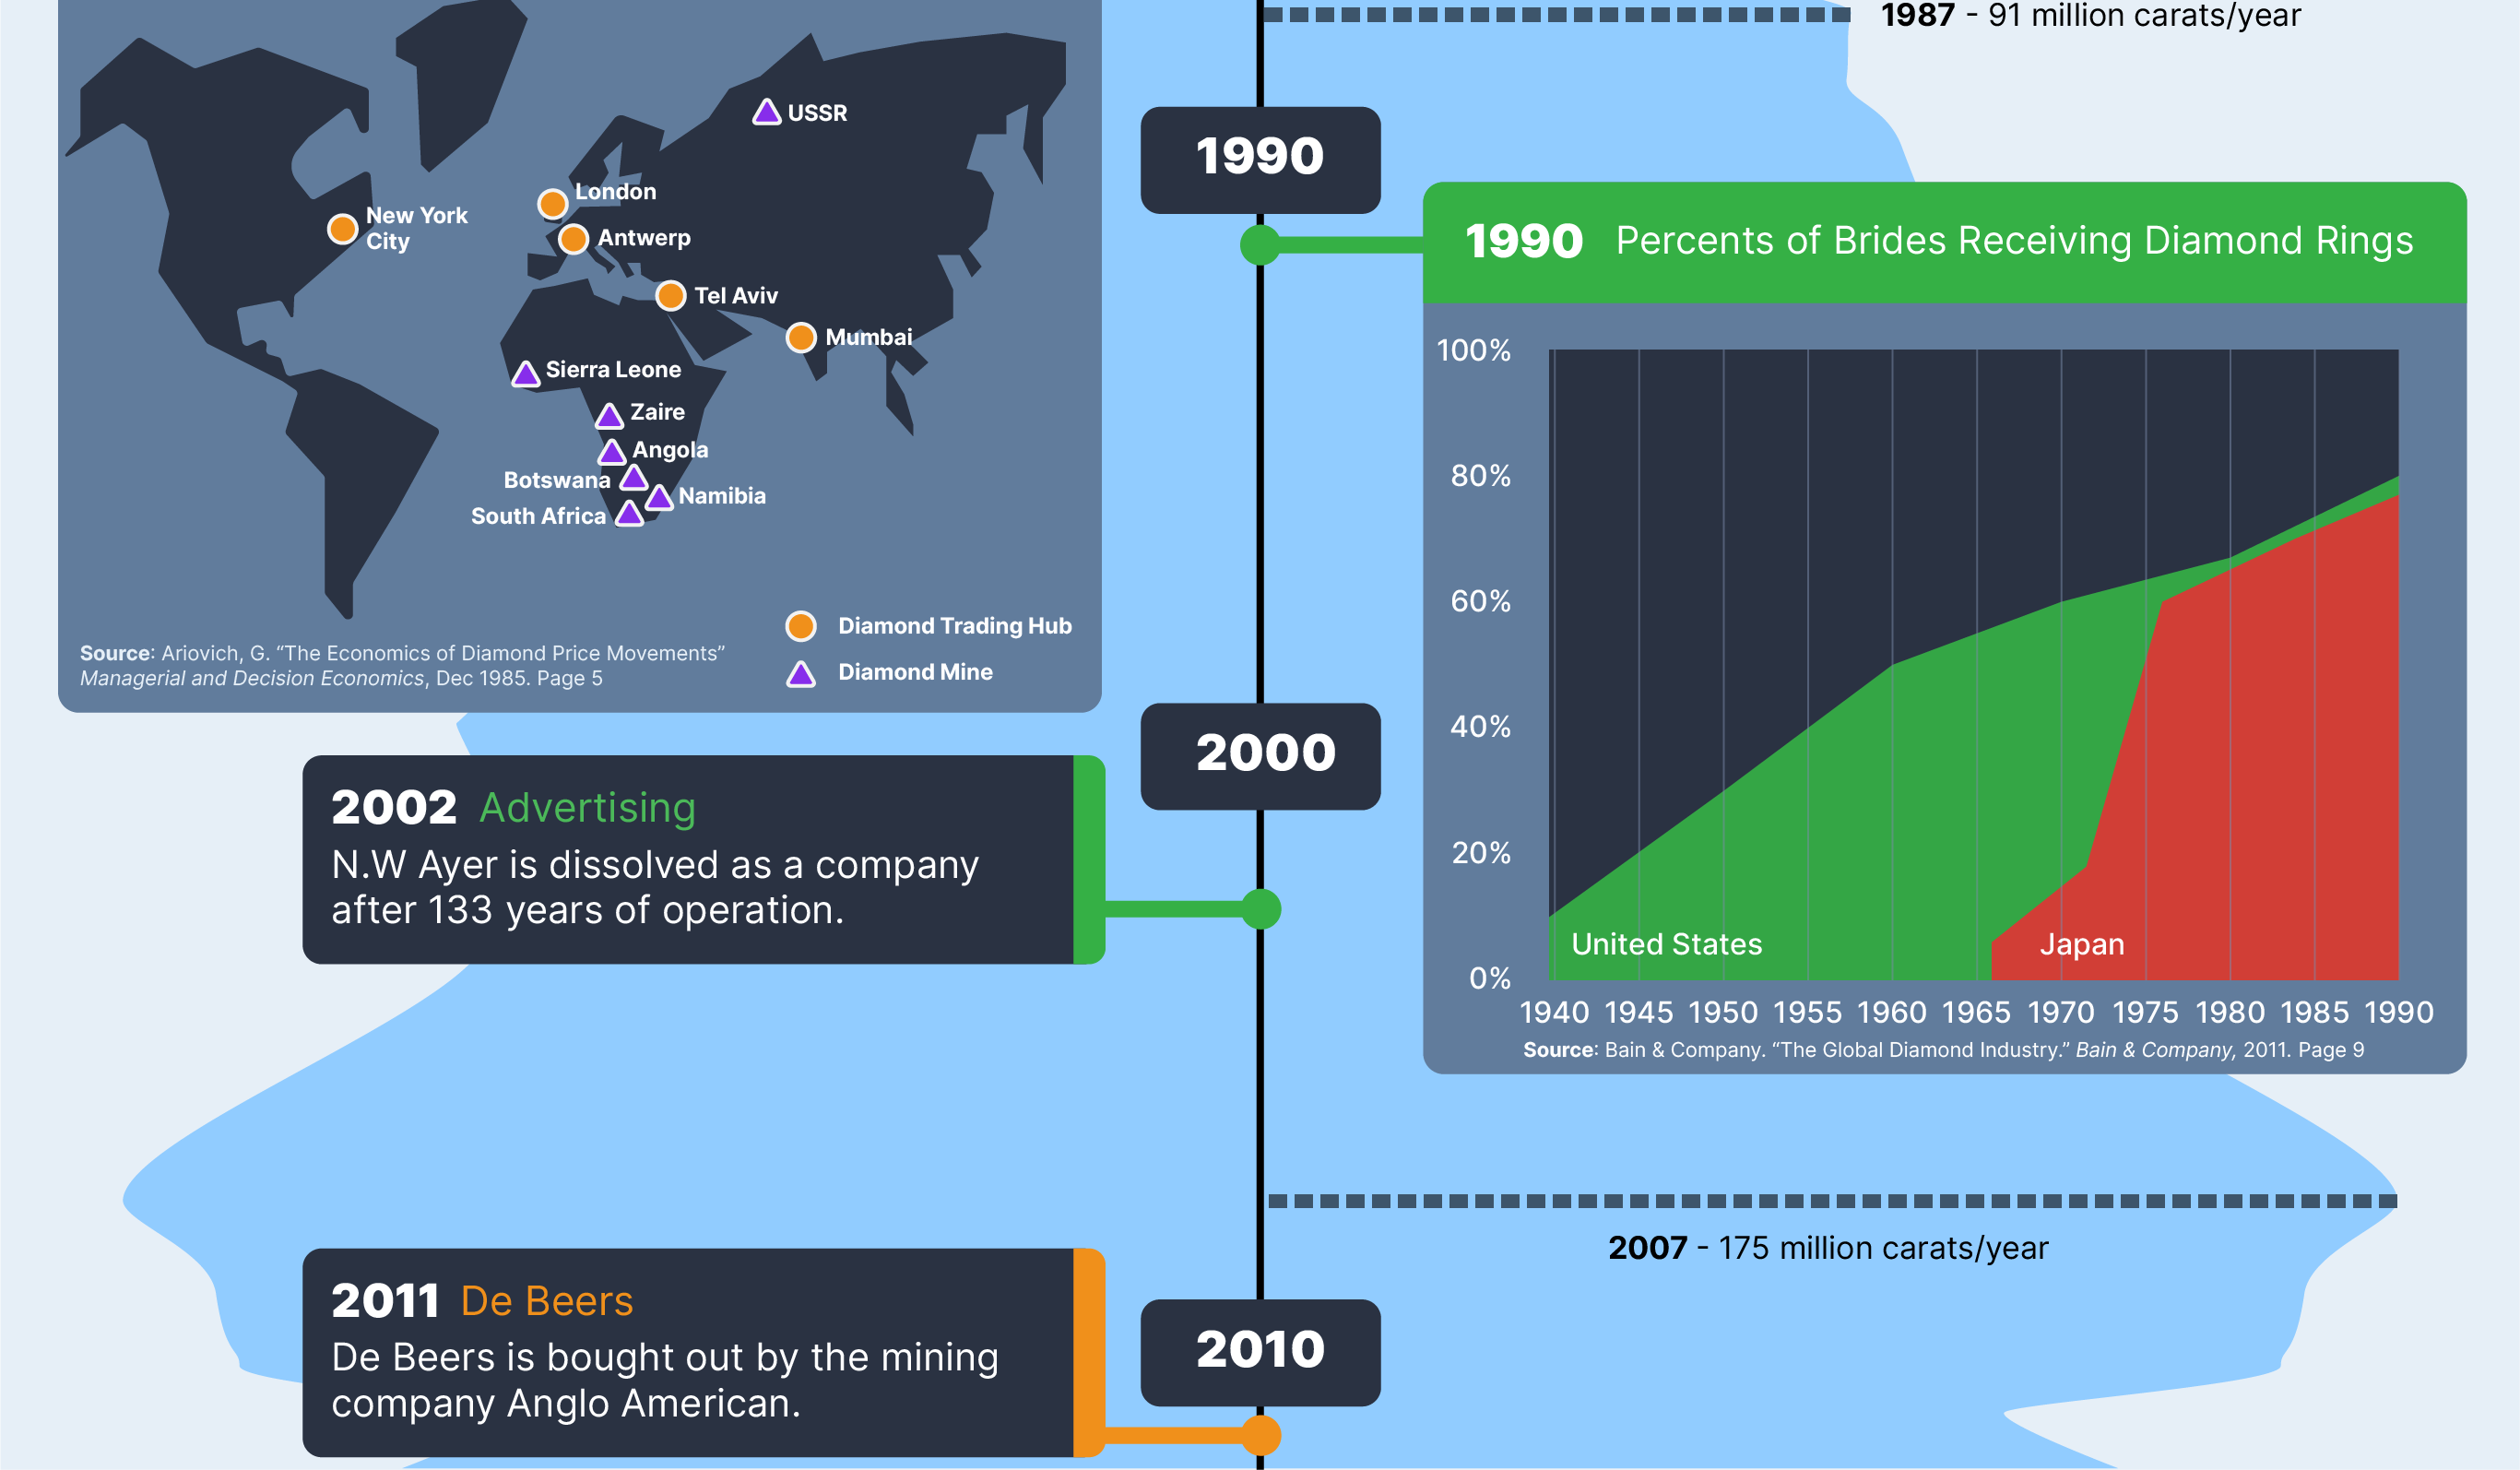 1987 - 91 million carats/year
USSR
London
New York
City
Antwerp
Tel Aviv
Mumbai
Sierra Leone
Zaire
Angola
Botswana
Namibia
South Africa
Diamond Trading Hub
Diamond Mine
Source: Ariovich, G. “The Economics of Diamond Price Movements”
Managerial and Decision Economics, Dec 1985. Page 5
1990
1990 Percents of Brides Receiving Diamond Rings
100%
80%
60%
40%
20%
0%
United States
Japan
1940 1945 1950 1955 1960 1965 1970 1975 1980 1985 1990
Source: Bain & Company. “The Global Diamond Industry.” Bain & Company, 2011. Page 9
2000
2002 Advertising
N.W Ayer is dissolved as a company
after 133 years of operation.
2007 - 175 million carats/year
2010
2011 De Beers
De Beers is bought out by the mining
company Anglo American.